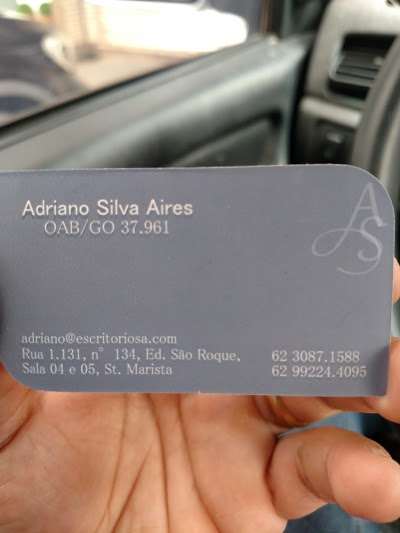 Adriano Silva Aires
OAB/GO 37.961
AS
adriano@escritoriosa.com
Rua 1.131, n° 134, Ed. São Roque,
Sala 04 e 05, St. Marista
62 3087.1588
62 99224.4095